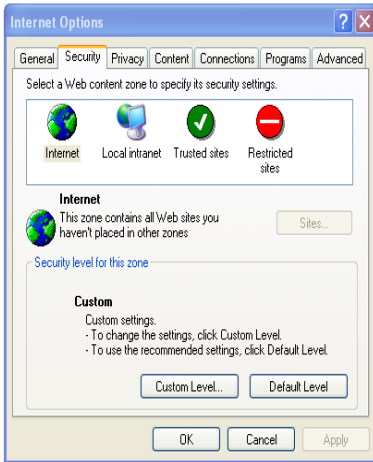 Internet Options
General Security Privacy Content Connections Programs Advanced
Select a Web content zone to specify its security settings.
Internet Local intranet Trusted sites Restricted
sites
Internet
This zone contains all Web sites you
haven't placed in other zones
Sites...
Security level for this zone
Custom
Custom settings.
- To change the settings, click Custom Level.
- To use the recommended settings, click Default Level.
Custom Level... Default Level
OK Cancel Apply